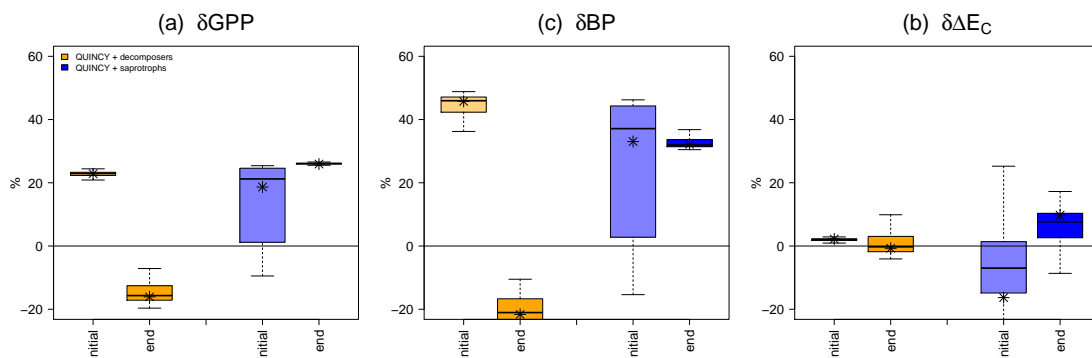 (a) δGPP
(c) δBP
(b) δΔE_C
60
40
20
0
−20
%
QUINCY + decomposers
QUINCY + saprotrophs
nitial
end
nitial
end
60
40
20
0
−20
%
nitial
end
nitial
end
60
40
20
0
−20
%
nitial
end
nitial
end